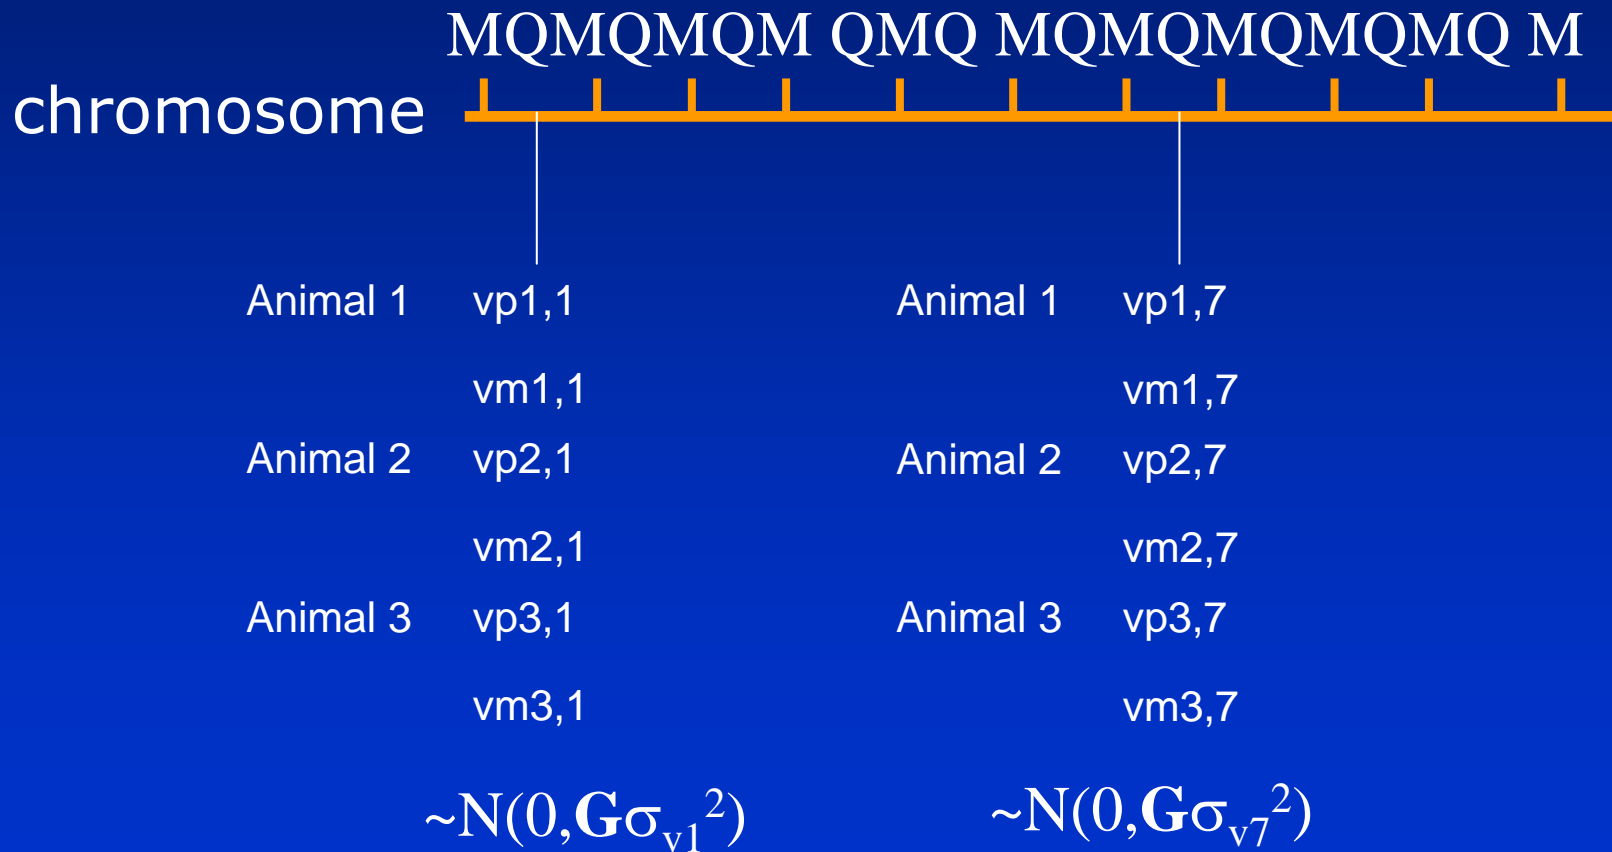 MQMQMQM QMQ MQMQMQMQMQ M
chromosome
Animal 1 vp1,1 Animal 1 vp1,7
vm1,1 vm1,7
Animal 2 vp2,1 Animal 2 vp2,7
vm2,1 vm2,7
Animal 3 vp3,1 Animal 3 vp3,7
vm3,1 vm3,7
~N(0,Gσv1²) ~N(0,Gσv7²)